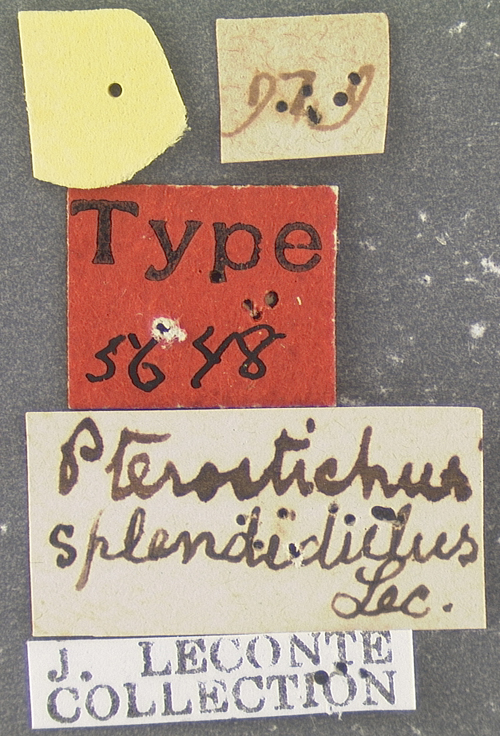 979
Type
5648
Pterostichus
splendidulus
Lec.
J. LECONTE
COLLECTION